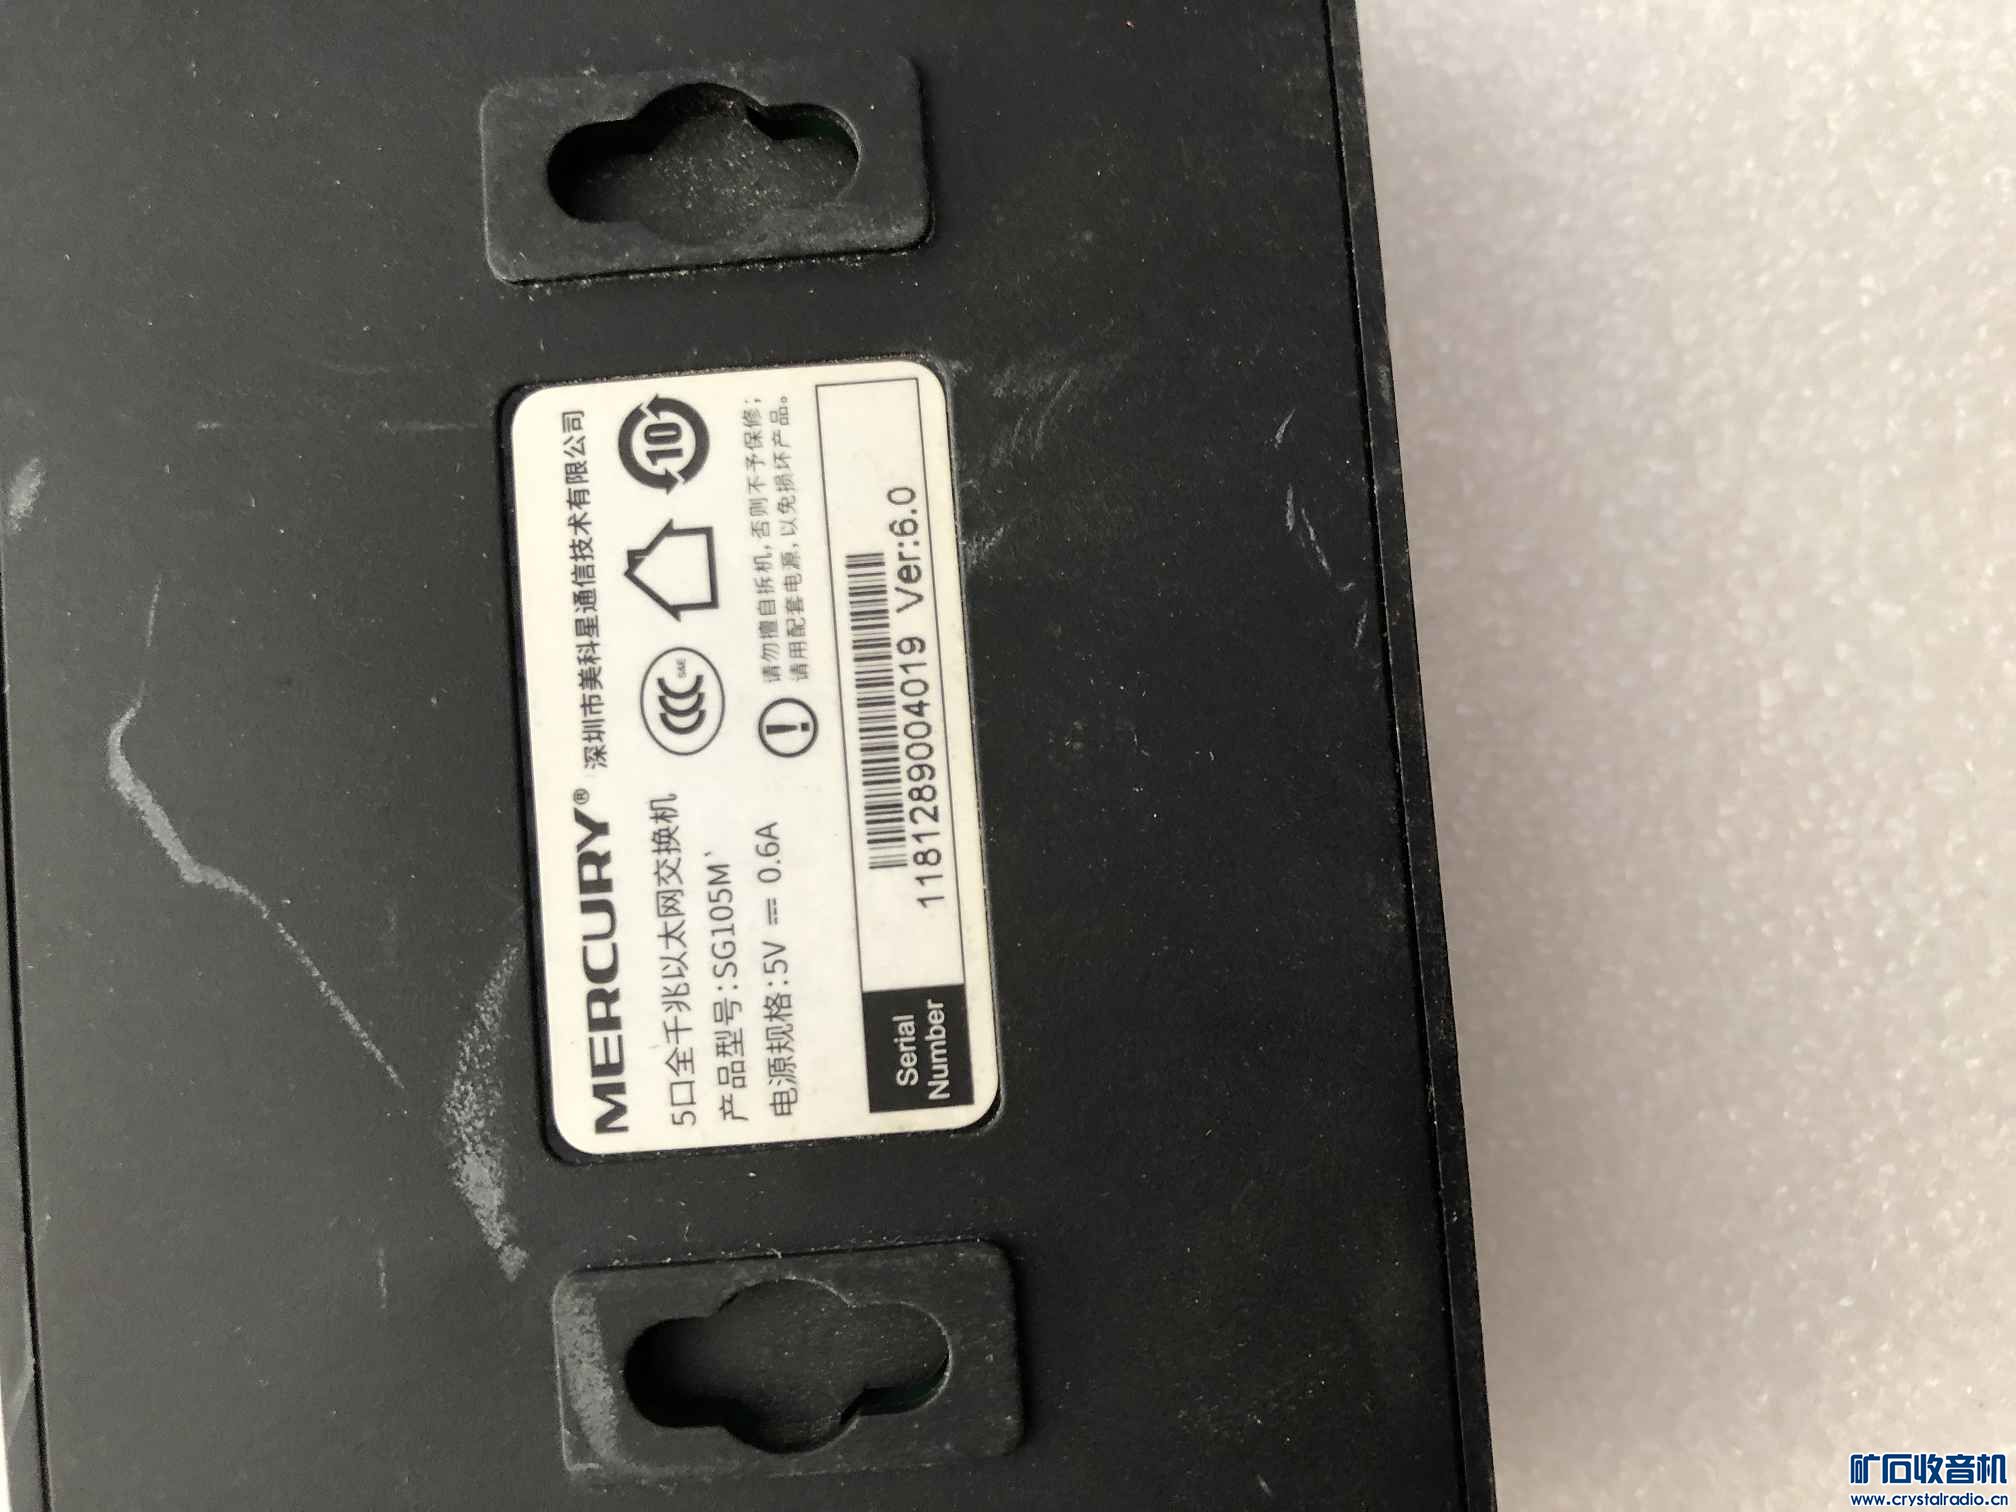 MERCURY® 深圳市美科星通信技术有限公司
5口全千兆以太网交换机
产品型号:SG105M
电源规格:5V ⎓ 0.6A
CCC S&E
10
! 请勿擅自拆机,否则不予保修;
请用配套电源,以免损坏产品。
Serial
Number
1181289004019 Ver:6.0
矿石收音机
www.crystalradio.cn